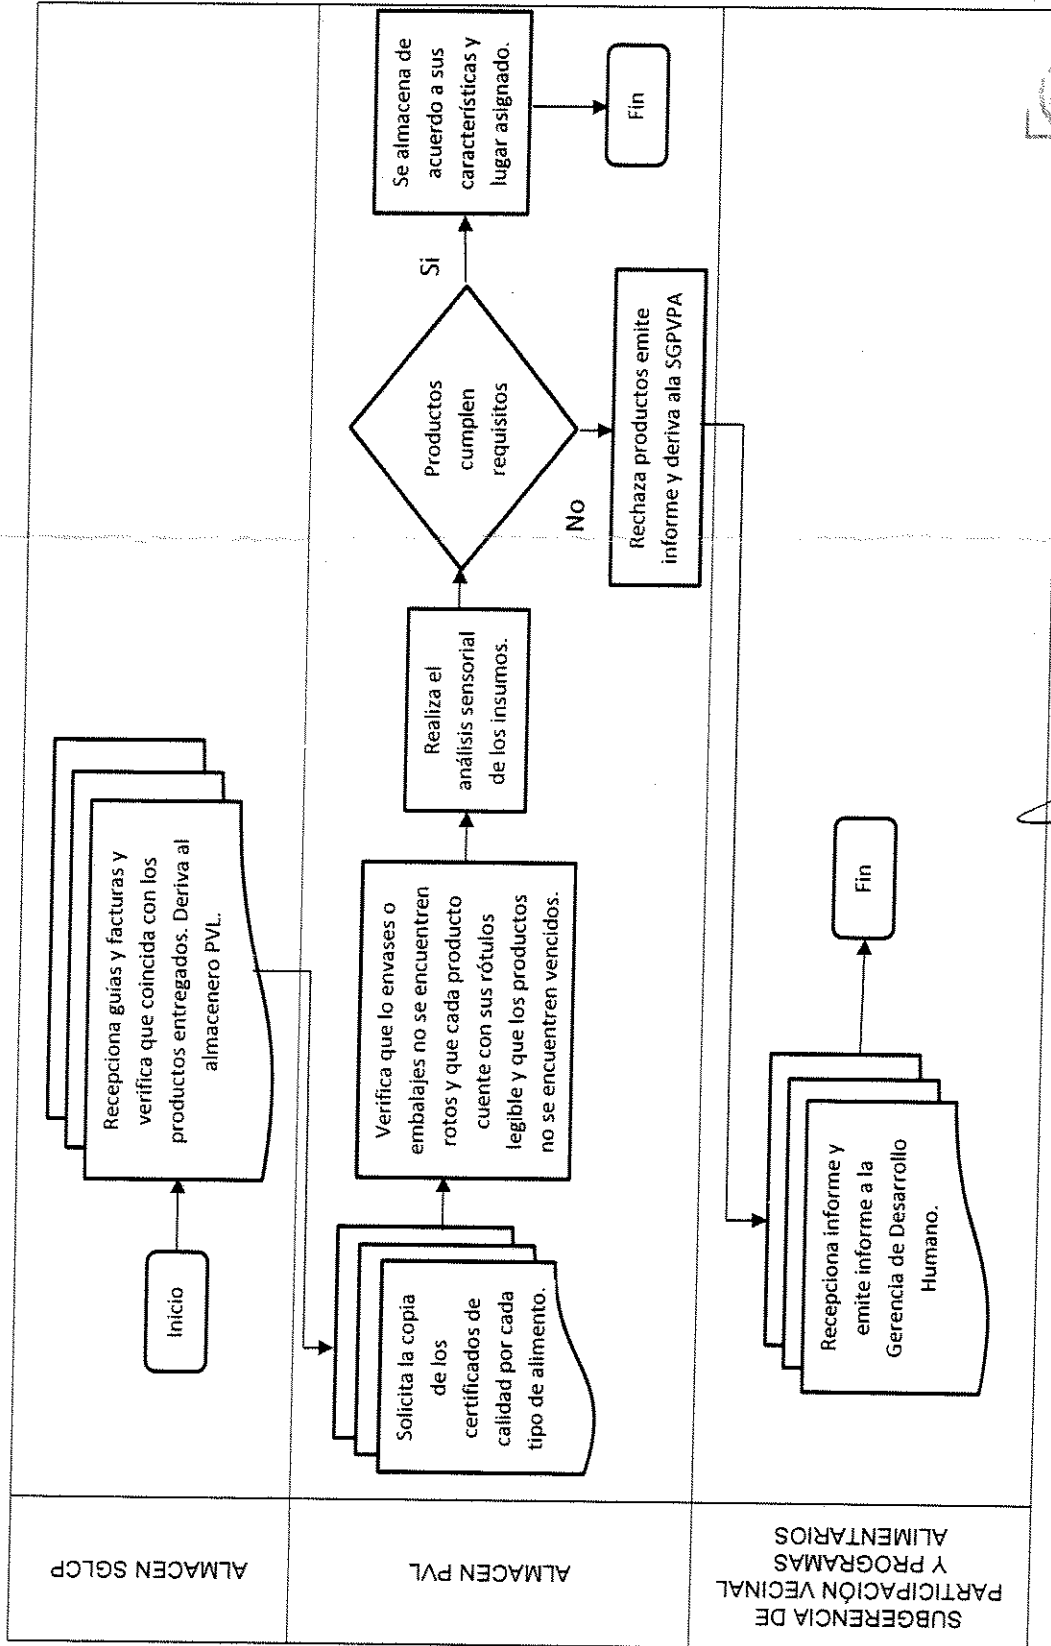 ALMACEN SGLCP
Inicio
Recepciona guías y facturas y
verifica que coincida con los
productos entregados. Deriva al
almacenero PVL.
ALMACEN PVL
Solicita la copia
de los
certificados de
calidad por cada
tipo de alimento.
Verifica que lo envases o
embalajes no se encuentren
rotos y que cada producto
cuente con sus rótulos
legible y que los productos
no se encuentren vencidos.
Realiza el
análisis sensorial
de los insumos.
Productos
cumplen
requisitos
Si
Se almacena de
acuerdo a sus
características y
lugar asignado.
Fin
No
Rechaza productos emite
informe y deriva ala SGPVPA
SUBGERENCIA DE
PARTICIPACIÓN VECINAL
Y PROGRAMAS
ALIMENTARIOS
Recepciona informe y
emite informe a la
Gerencia de Desarrollo
Humano.
Fin